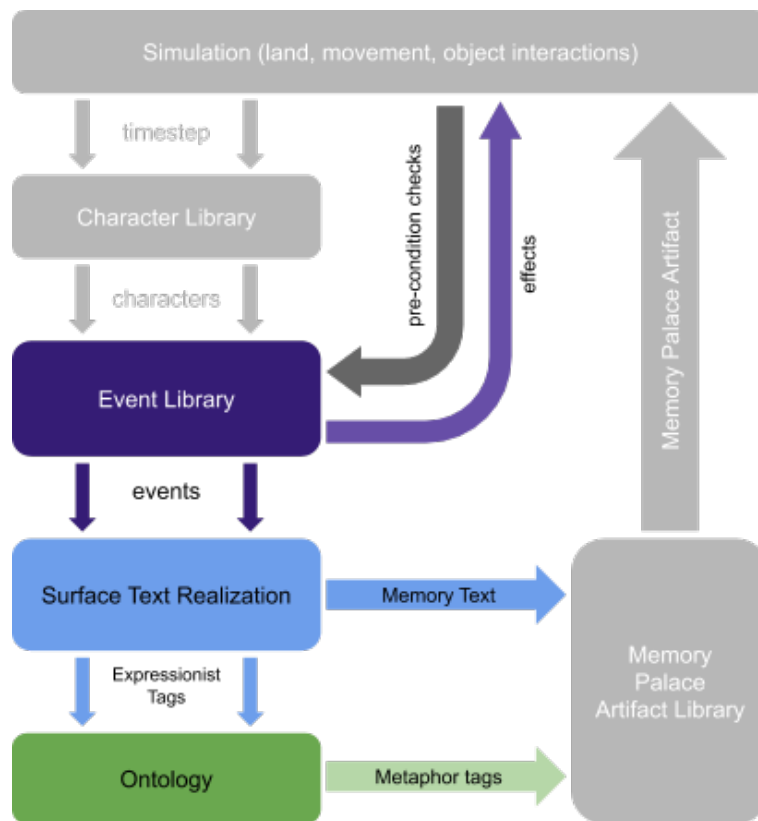 Simulation (land, movement, object interactions)
timestep
Character Library
pre-condition checks
effects
Memory Palace Artifact
characters
Event Library
events
Surface Text Realization
Memory Text
Expressionist
Tags
Memory
Palace
Artifact Library
Ontology
Metaphor tags